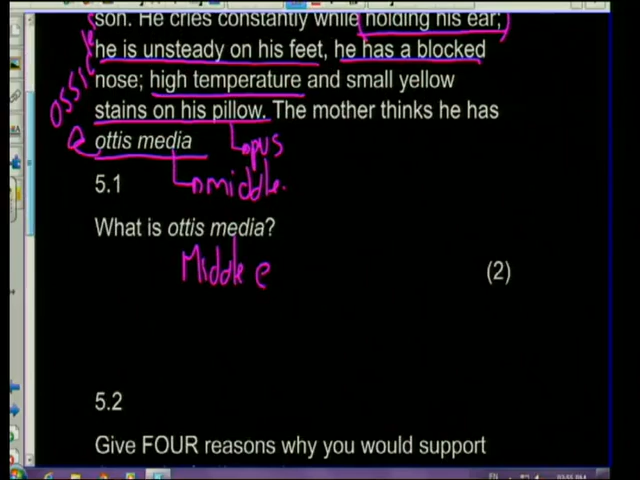 son. He cries constantly while holding his ear;
he is unsteady on his feet, he has a blocked
nose; high temperature and small yellow
stains on his pillow. The mother thinks he has
ottis media
pus
middle.
5.1
What is ottis media?
Middle e
(2)
5.2
Give FOUR reasons why you would support